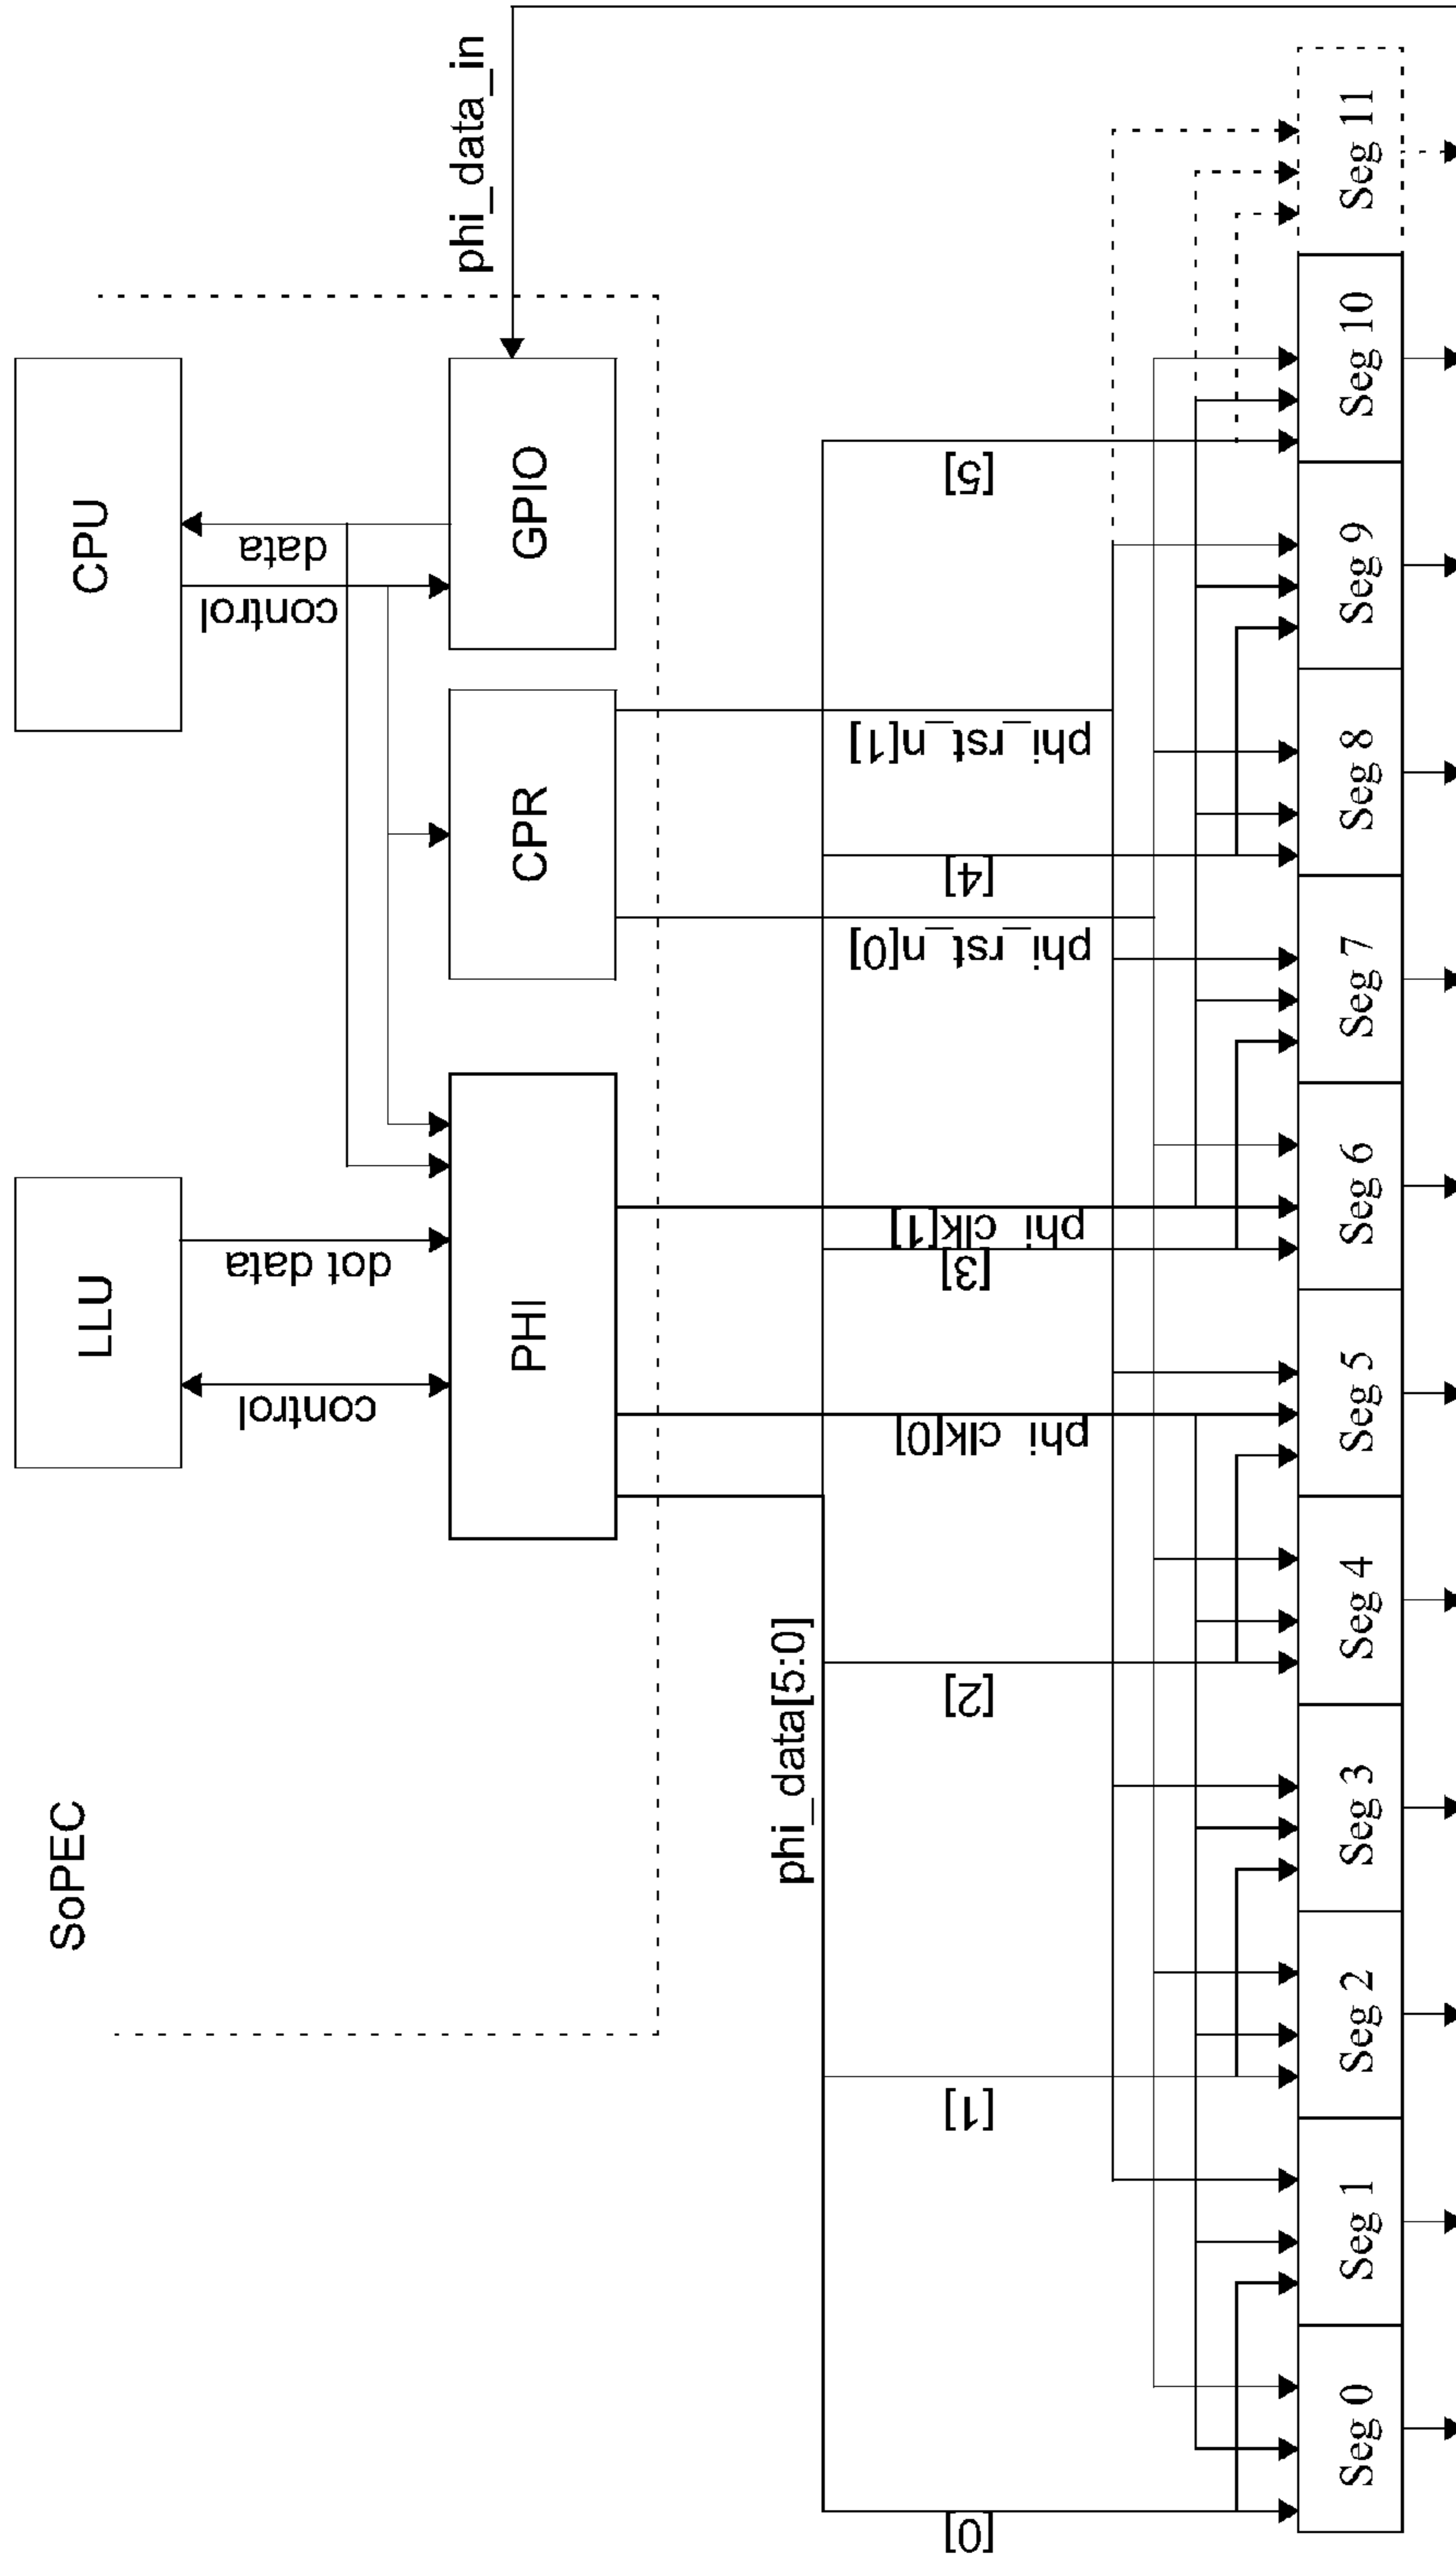 SoPEC
LLU
CPU
control
dot data
control
data
PHI
CPR
GPIO
phi_data_in
phi_data[5:0]
[0]
[1]
[2]
phi_clk[0]
[3]
phi_clk[1]
phi_rst_n[0]
[4]
phi_rst_n[1]
[5]
Seg 0
Seg 1
Seg 2
Seg 3
Seg 4
Seg 5
Seg 6
Seg 7
Seg 8
Seg 9
Seg 10
Seg 11